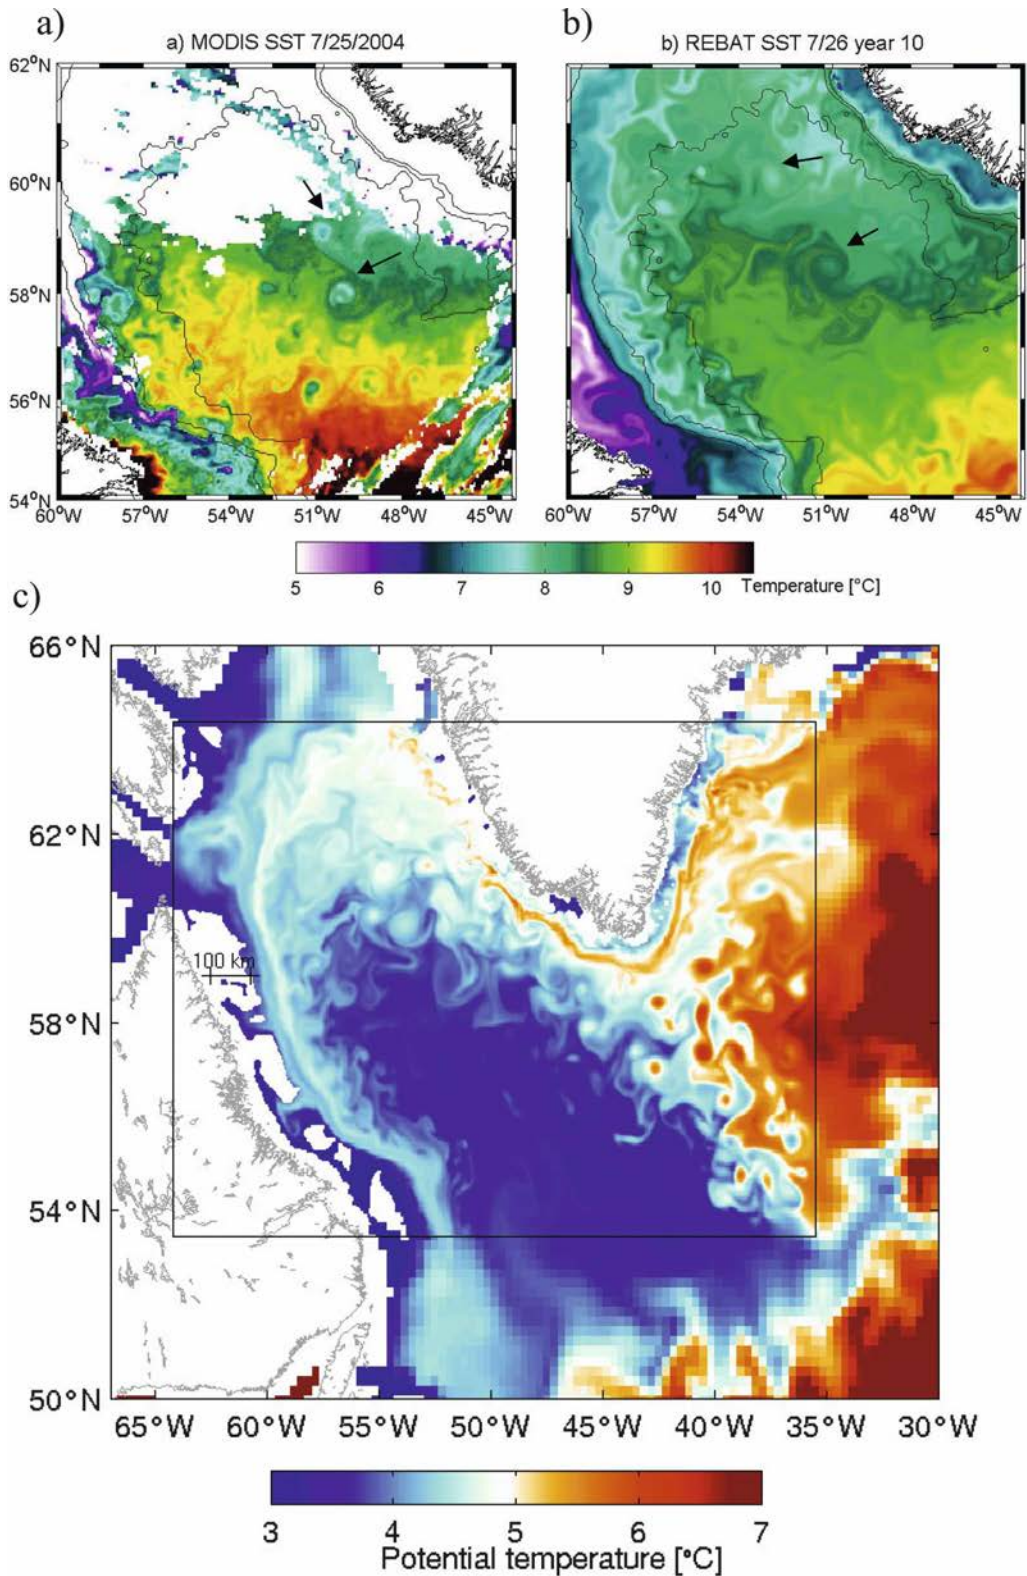 a)
b)
a) MODIS SST 7/25/2004
b) REBAT SST 7/26 year 10
62°N
60°N
58°N
56°N
54°N
60°W 57°W 54°W 51°W 48°W 45°W
60°W 57°W 54°W 51°W 48°W 45°W
5 6 7 8 9 10 Temperature [°C]
c)
66°N
62°N
58°N
54°N
50°N
100 km
65°W 60°W 55°W 50°W 45°W 40°W 35°W 30°W
3 4 5 6 7
Potential temperature [°C]